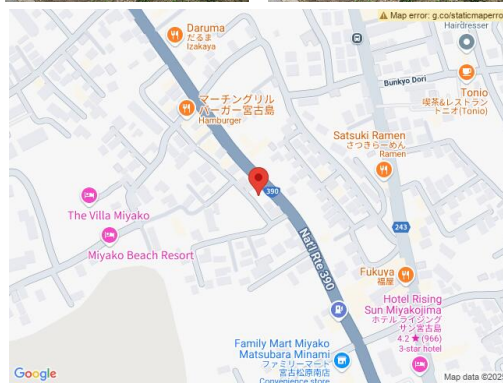 Map error: g.co/staticmaperro
Daruma
だるま
Izakaya
Hairdresser
Bunkyo Dori
Tonio
喫茶&レストラン
トニオ(Tonio)
マーチングリル
バーガー宮古島
Hamburger
Satsuki Ramen
さつきらーめん
Ramen
390
The Villa Miyako
Miyako Beach Resort
243
Nat'l Rte 390
Fukuya
福屋
Hotel Rising
Sun Miyakojima
ホテル ライジング
サン宮古島
4.2 ★ (966)
3-star hotel
Family Mart Miyako
Matsubara Minami
ファミリーマート
宮古松原南店
Convenience store
Google
Map data ©202